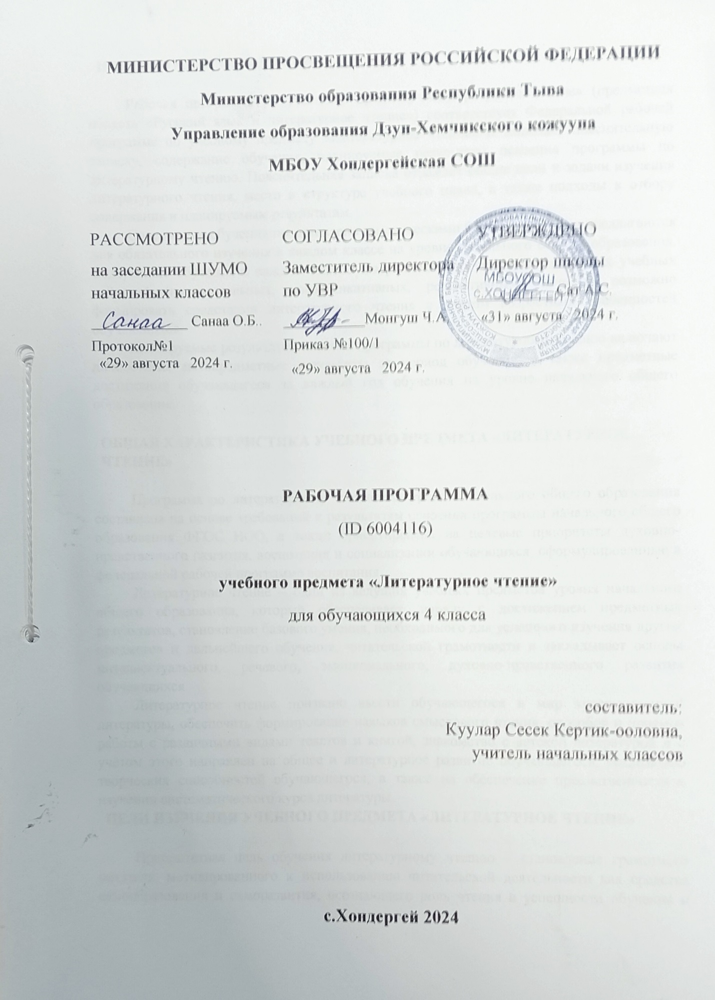 МИНИСТЕРСТВО ПРОСВЕЩЕНИЯ РОССИЙСКОЙ ФЕДЕРАЦИИ
Министерство образования Республики Тыва
Управление образования Дзун-Хемчикского кожууна
МБОУ Хондергейская СОШ
РАССМОТРЕНО
на заседании ШУМО
начальных классов
Санаа Санаа О.Б..
Протокол№1
«29» августа 2024 г.
СОГЛАСОВАНО
Заместитель директора
по УВР
Монгуш Ч.А.
Приказ №100/1
«29» августа 2024 г.
УТВЕРЖДЕНО
Директор школы
МБОУ СОШ
с.ХОНДЕРГЕЙ
А.С.
«31» августа 2024 г.
РАБОЧАЯ ПРОГРАММА
(ID 6004116)
учебного предмета «Литературное чтение»
для обучающихся 4 класса
составитель:
Куулар Сесек Кертик-ооловна,
учитель начальных классов
с.Хондергей 2024